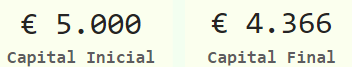 € 5.000 € 4.366
Capital Inicial Capital Final